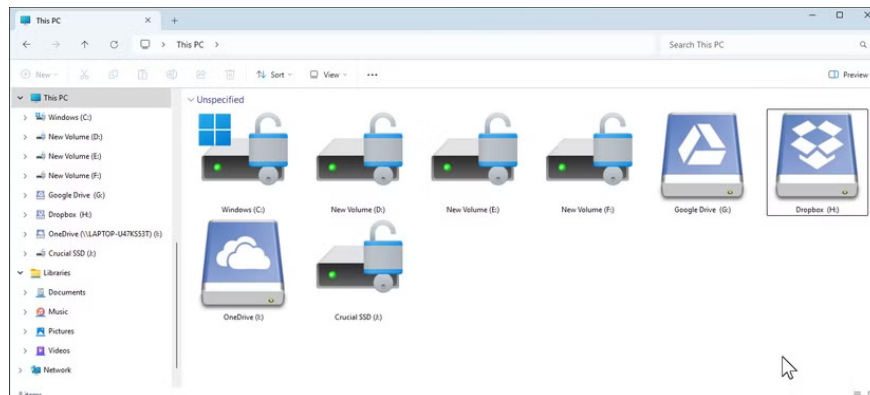 This PC
This PC
Search This PC
New
Sort
View
Preview
This PC
Windows (C:)
New Volume (D:)
New Volume (E:)
New Volume (F:)
Google Drive (G:)
Dropbox (H:)
OneDrive (\\LAPTOP-U47KS53T) (I:)
Crucial SSD (J:)
Libraries
Documents
Music
Pictures
Videos
Network
Unspecified
Windows (C:)
New Volume (D:)
New Volume (E:)
New Volume (F:)
Google Drive (G:)
Dropbox (H:)
OneDrive (I:)
Crucial SSD (J:)
8 items